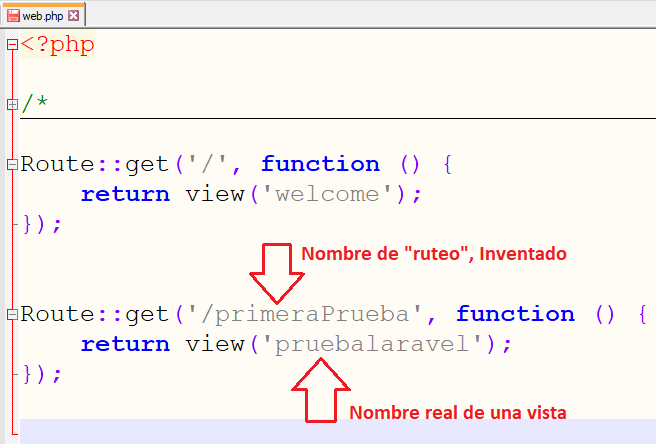 web.php
<?php
/*
Route::get('/', function () {
    return view('welcome');
});
Nombre de "ruteo", Inventado
Route::get('/primeraPrueba', function () {
    return view('pruebalaravel');
});
Nombre real de una vista